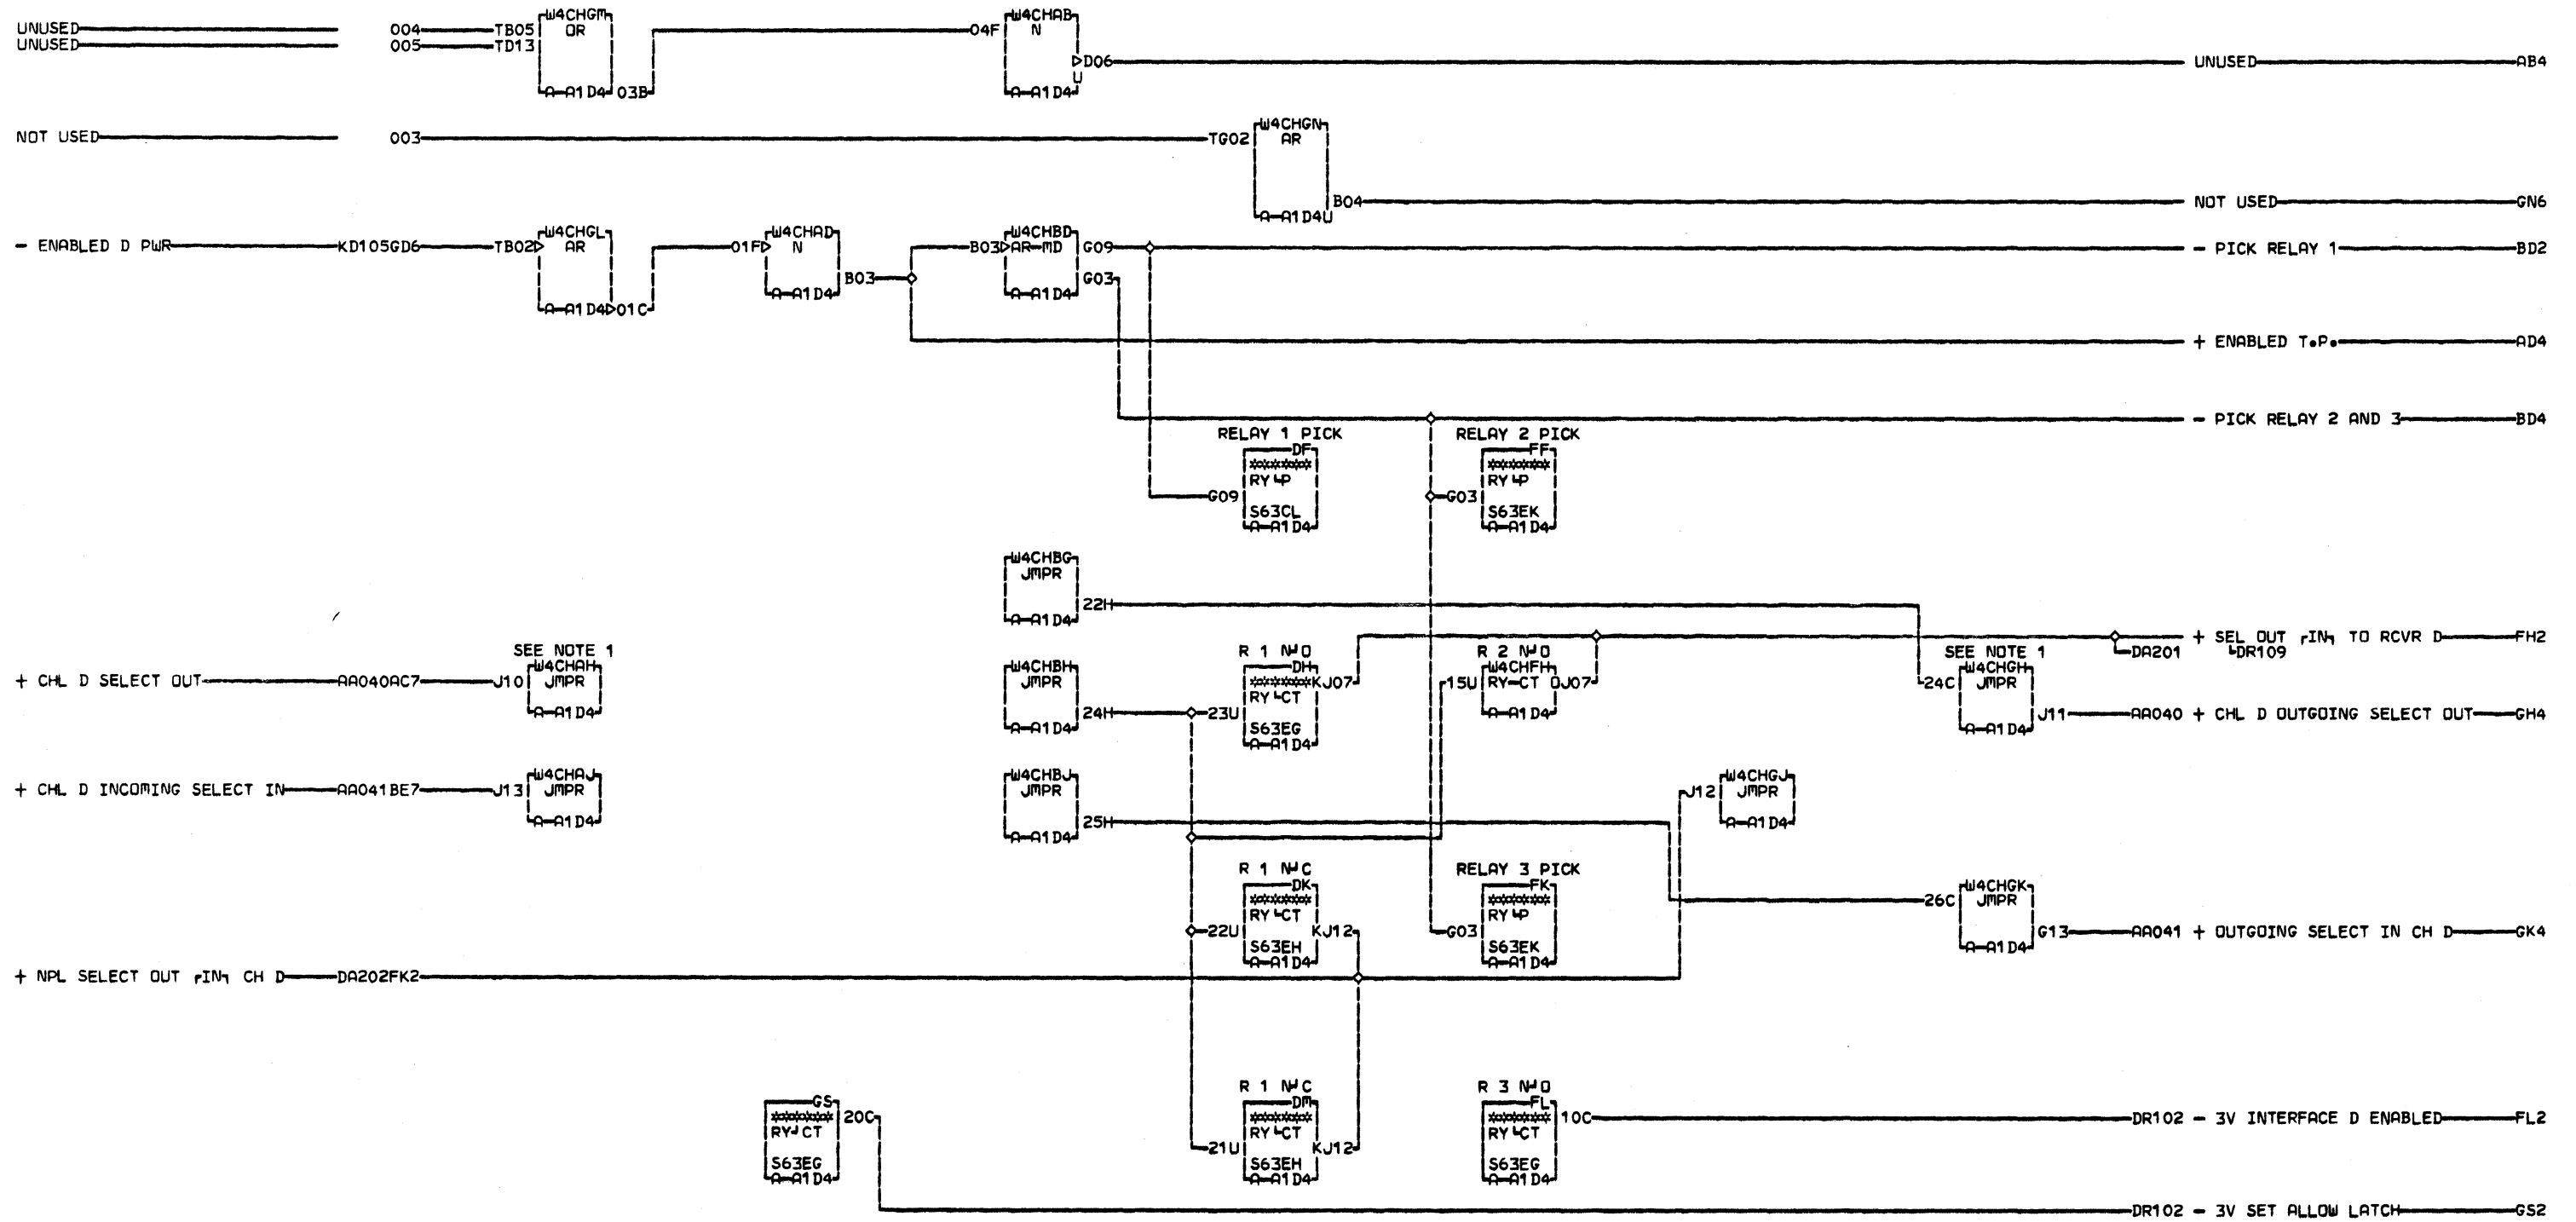 UNUSED 004 TB05 W4CHGM 04F W4CHAB
UNUSED 005 TD13 OR N
D06 UNUSED AB4
U
A-A1D4 03B A-A1D4
NOT USED 003 TG02 W4CHGN
AR
B04 NOT USED GN6
A-A1D4U
- ENABLED D PWR KD105GD6 TB02 W4CHGL 01F W4CHAD B03 W4CHBD G09 - PICK RELAY 1 BD2
AR N AR-MD
B03 G03
A-A1D4 01C A-A1D4 A-A1D4
+ ENABLED T.P. AD4
- PICK RELAY 2 AND 3 BD4
RELAY 1 PICK RELAY 2 PICK
DF FF
****** ******
RY P RY P
G09 G03
S63CL S63EK
A-A1D4 A-A1D4
W4CHBG
JMPR
22H
A-A1D4
+ SEL OUT IN TO RCVR D FH2
SEE NOTE 1 R 1 N O R 2 N O SEE NOTE 1 DA201 DR109
W4CHAH W4CHBH DH W4CHFH W4CHGH
+ CHL D SELECT OUT AA040AC7 J10 JMPR JMPR ****** KJ07 15U RY-CT OJ07 24C JMPR
RY CT
A-A1D4 24H 23U A-A1D4 J11 AA040 + CHL D OUTGOING SELECT OUT GH4
A-A1D4 S63EG A-A1D4
A-A1D4
W4CHAJ W4CHBJ W4CHGJ
+ CHL D INCOMING SELECT IN AA041BE7 J13 JMPR JMPR J12 JMPR
A-A1D4 25H A-A1D4
A-A1D4
R 1 N C RELAY 3 PICK
DK FK W4CHGK
****** ****** 26C JMPR
RY CT RY P
22U KJ12 G03 G13 AA041 + OUTGOING SELECT IN CH D GK4
S63EH S63EK A-A1D4
A-A1D4 A-A1D4
+ NPL SELECT OUT IN CH D DA202FK2
R 1 N C R 3 N O
GS DM FL
****** 20C ****** ****** 10C DR102 - 3V INTERFACE D ENABLED FL2
RY CT RY CT RY CT
21U KJ12
S63EG S63EH S63EG
A-A1D4 A-A1D4 A-A1D4
DR102 - 3V SET ALLOW LATCH GS2